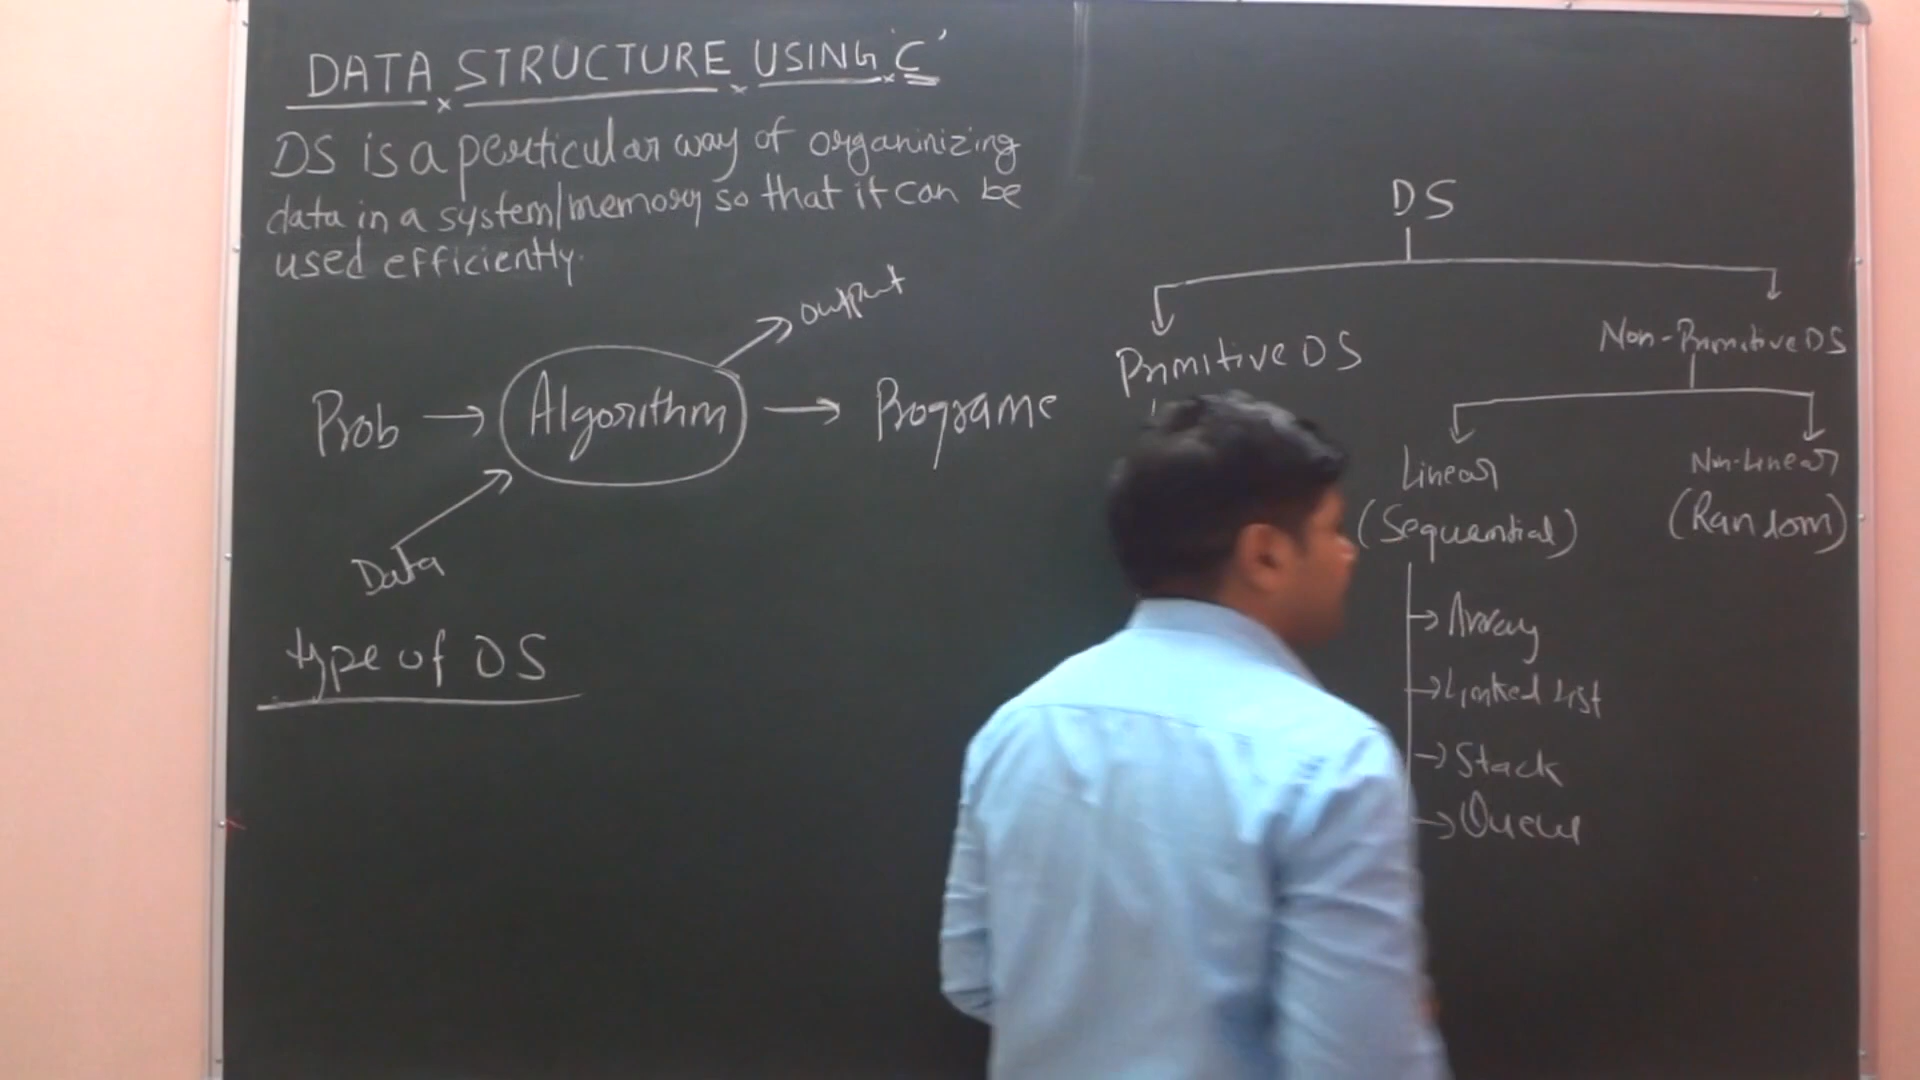 DATA STRUCTURE USING 'C'
DS is a perticular way of organinizing
data in a system/memory so that it can be
used efficiently.
output
Prob → Algorithm → Programe
Data
type of DS
DS
Primitive DS
Non-Primitive DS
Linear
(Sequential)
Non-Linear
(Random)
Array
Linked List
Stack
Queue